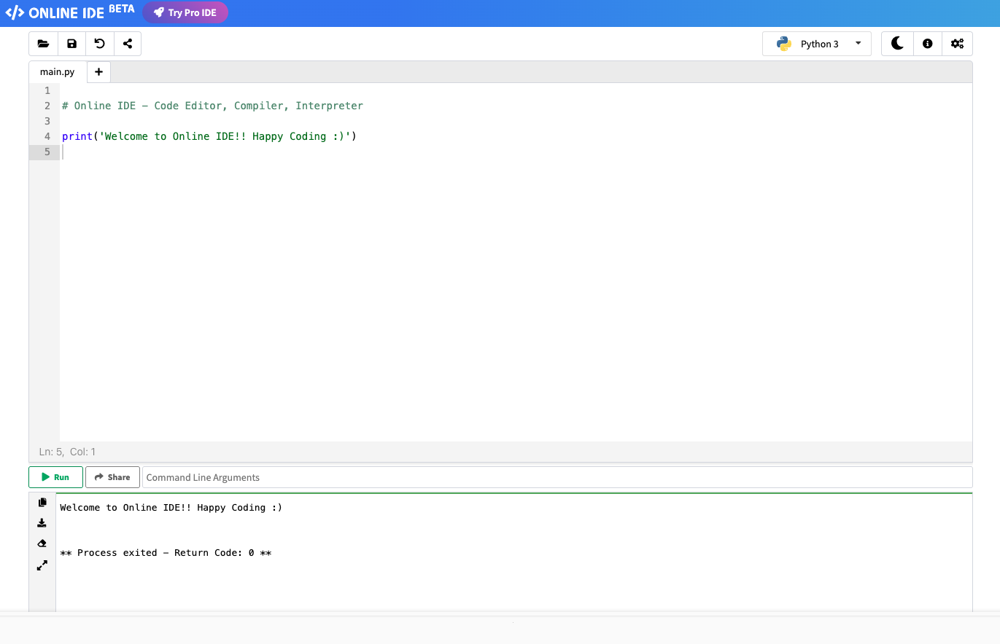 </> ONLINE IDE BETA Try Pro IDE
Python 3
main.py +
1
2 # Online IDE - Code Editor, Compiler, Interpreter
3
4 print('Welcome to Online IDE!! Happy Coding :)')
5
Ln: 5, Col: 1
Run Share Command Line Arguments
Welcome to Online IDE!! Happy Coding :)
** Process exited - Return Code: 0 **